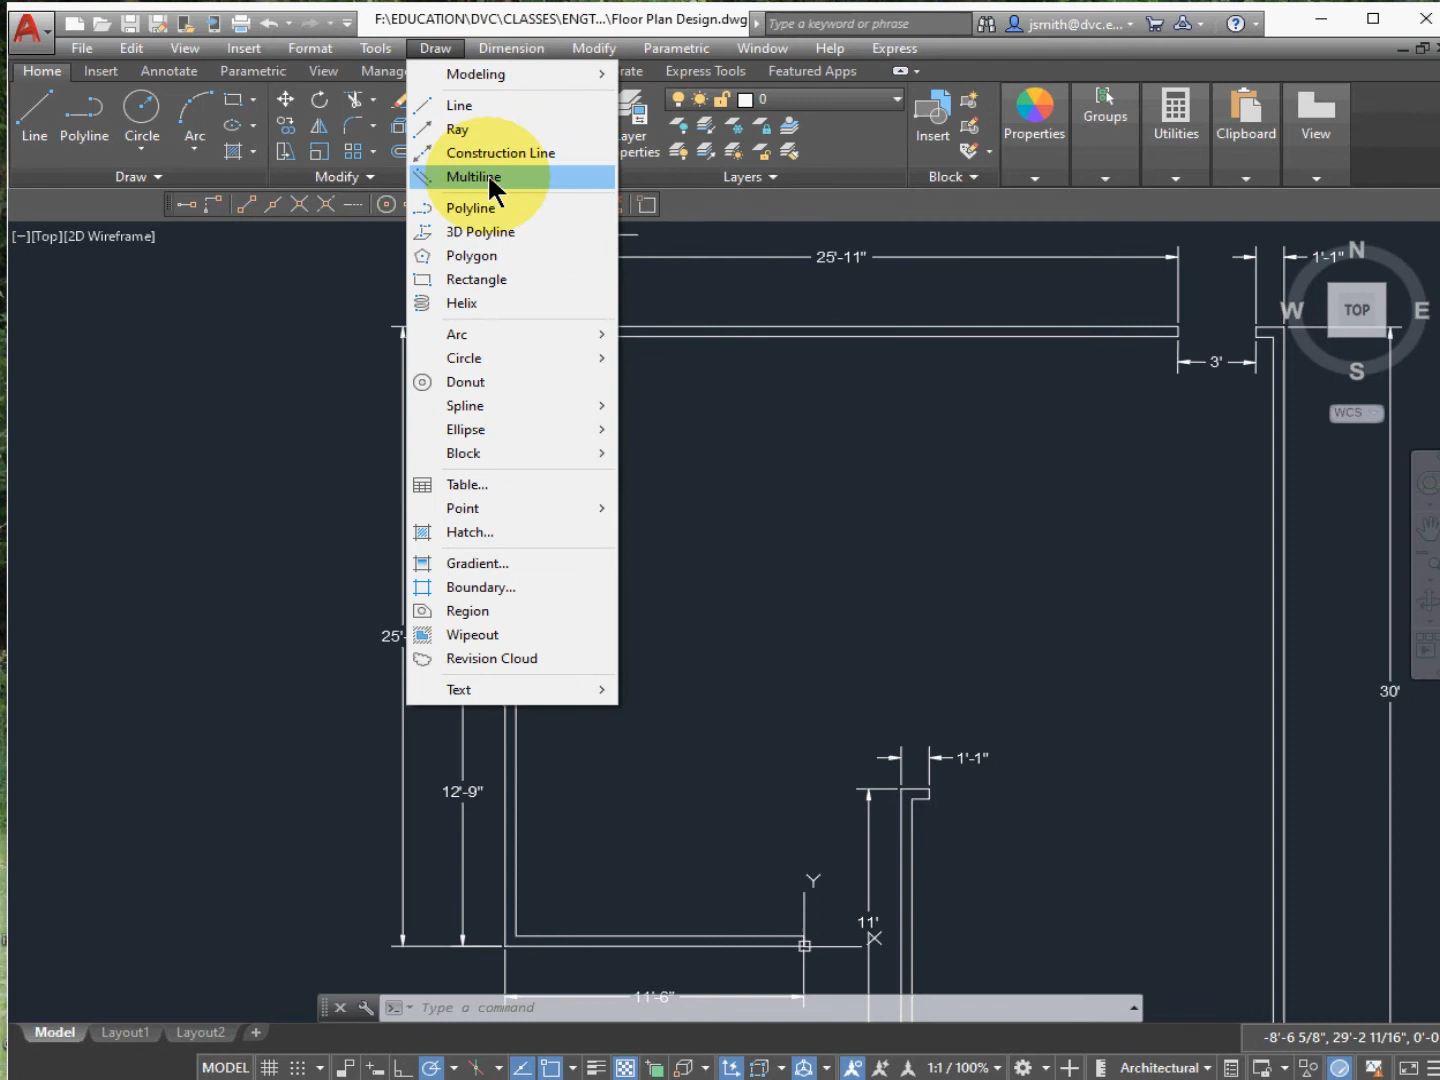 F:\EDUCATION\DVC\CLASSES\ENGT...\Floor Plan Design.dwg
Type a keyword or phrase
jsmith@dvc.e...
File Edit View Insert Format Tools Draw Dimension Modify Parametric Window Help Express
Home Insert Annotate Parametric View Express Tools Featured Apps
Line Polyline Circle Arc
Draw
Modify
0
Layers
Insert
Block
Properties
Groups
Utilities
Clipboard
View
Modeling
Line
Ray
Construction Line
Multiline
Polyline
3D Polyline
Polygon
Rectangle
Helix
Arc
Circle
Donut
Spline
Ellipse
Block
Table...
Point
Hatch...
Gradient...
Boundary...
Region
Wipeout
Revision Cloud
Text
[−][Top][2D Wireframe]
25'-11"
1'-1"
N
W
TOP
E
S
WCS
3'
25'-
30'
12'-9"
1'-1"
Y
11'
X
11'-6"
Type a command
Model Layout1 Layout2 +
-8'-6 5/8", 29'-2 11/16", 0'-0
MODEL
1:1 / 100%
Architectural